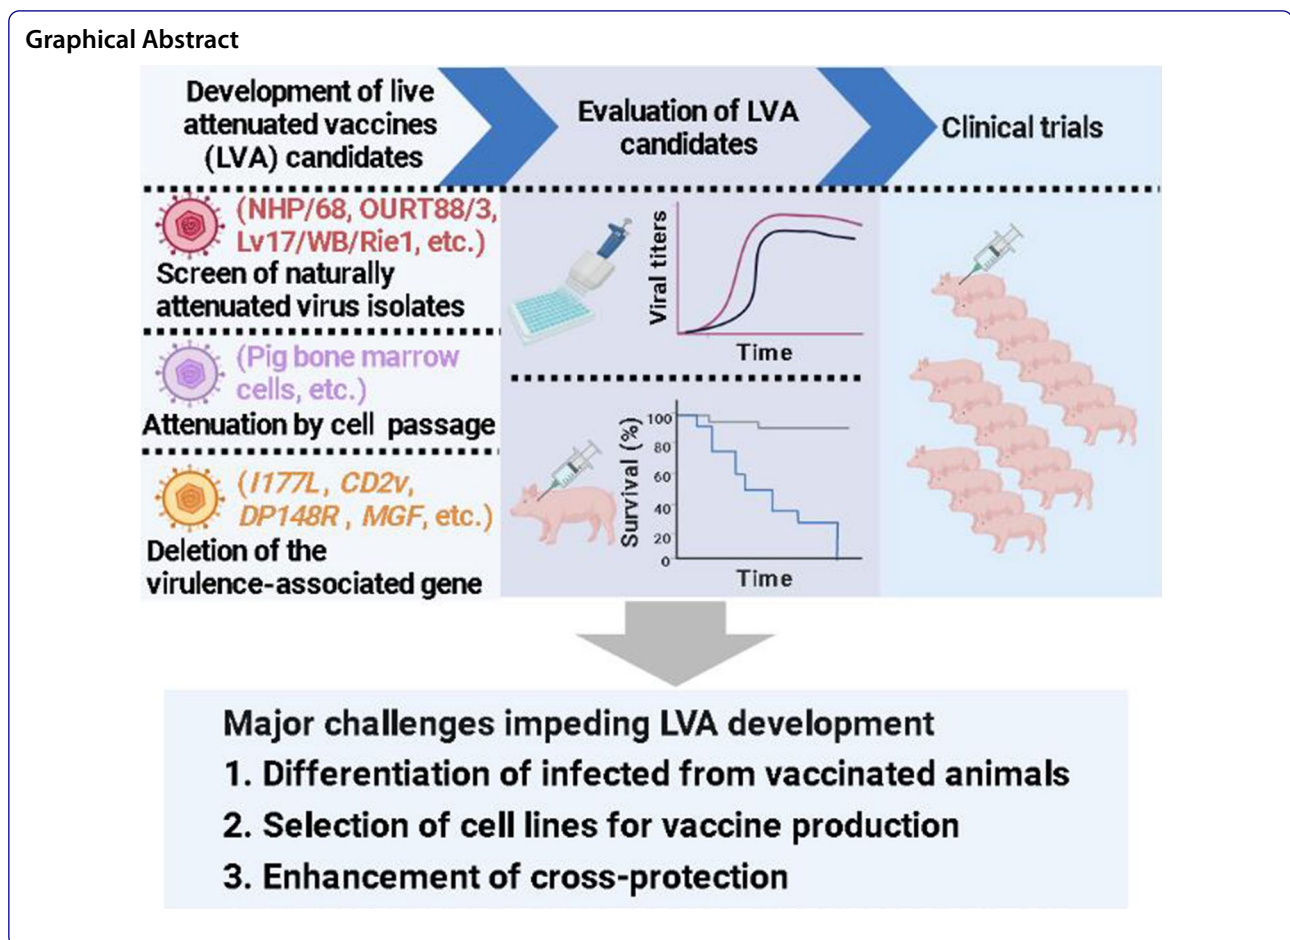 Graphical Abstract
Development of live
attenuated vaccines
(LVA) candidates
Evaluation of LVA
candidates
Clinical trials
(NHP/68, OURT88/3,
Lv17/WB/Rie1, etc.)
Screen of naturally
attenuated virus isolates
(Pig bone marrow
cells, etc.)
Attenuation by cell passage
(I177L, CD2v,
DP148R , MGF, etc.)
Deletion of the
virulence-associated gene
Viral titers
Time
Survival (%)
100
80
60
40
20
0
Time
Major challenges impeding LVA development
1. Differentiation of infected from vaccinated animals
2. Selection of cell lines for vaccine production
3. Enhancement of cross-protection